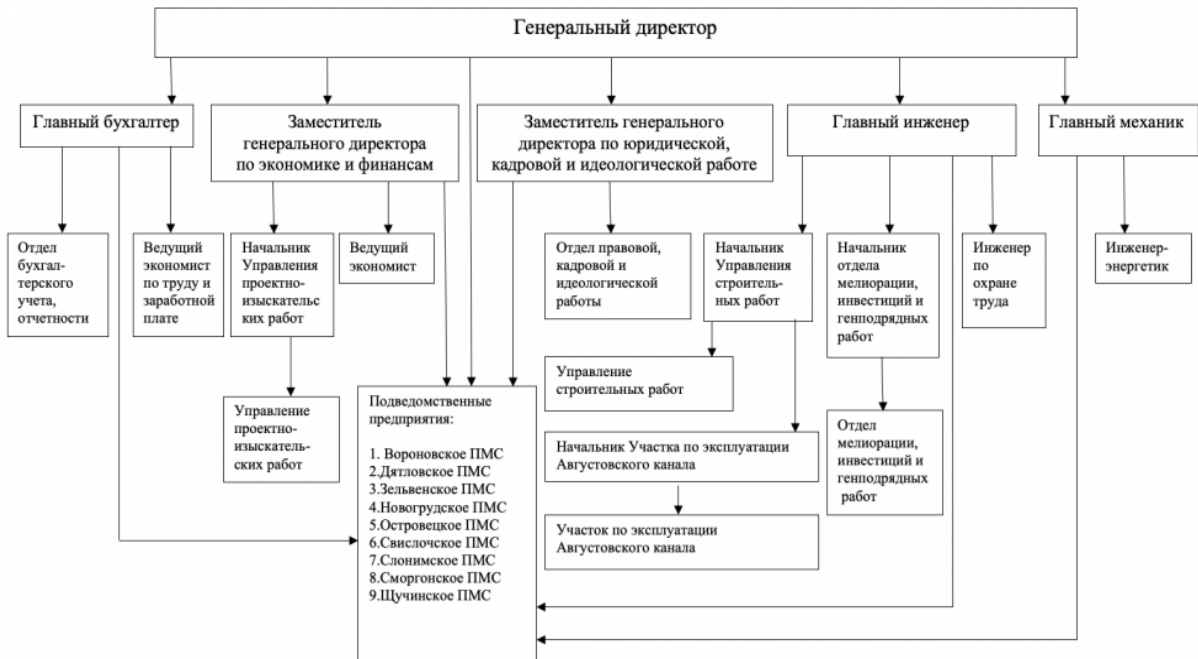 Генеральный директор
Главный бухгалтер
Заместитель
генерального директора
по экономике и финансам
Заместитель генерального
директора по юридической,
кадровой и идеологической работе
Главный инженер
Главный механик
Отдел
бухгал-
терского
учета,
отчетности
Ведущий
экономист
по труду и
заработной
плате
Начальник
Управления
проектно-
изыскательс
ких работ
Ведущий
экономист
Отдел правовой,
кадровой и
идеологической
работы
Начальник
Управления
строитель-
ных работ
Начальник
отдела
мелиорации,
инвестиций и
генподрядных
работ
Инженер
по
охране
труда
Инженер-
энергетик
Управление
проектно-
изыскатель-
ских работ
Подведомственные
предприятия:
1. Вороновское ПМС
2.Дятловское ПМС
3.Зельвенское ПМС
4.Новогрудское ПМС
5.Островецкое ПМС
6.Свислочское ПМС
7.Слонимское ПМС
8.Сморгонское ПМС
9.Щучинское ПМС
Управление
строительных работ
Начальник Участка по эксплуатации
Августовского канала
Участок по эксплуатации
Августовского канала
Отдел
мелиорации,
инвестиций и
генподрядных
работ